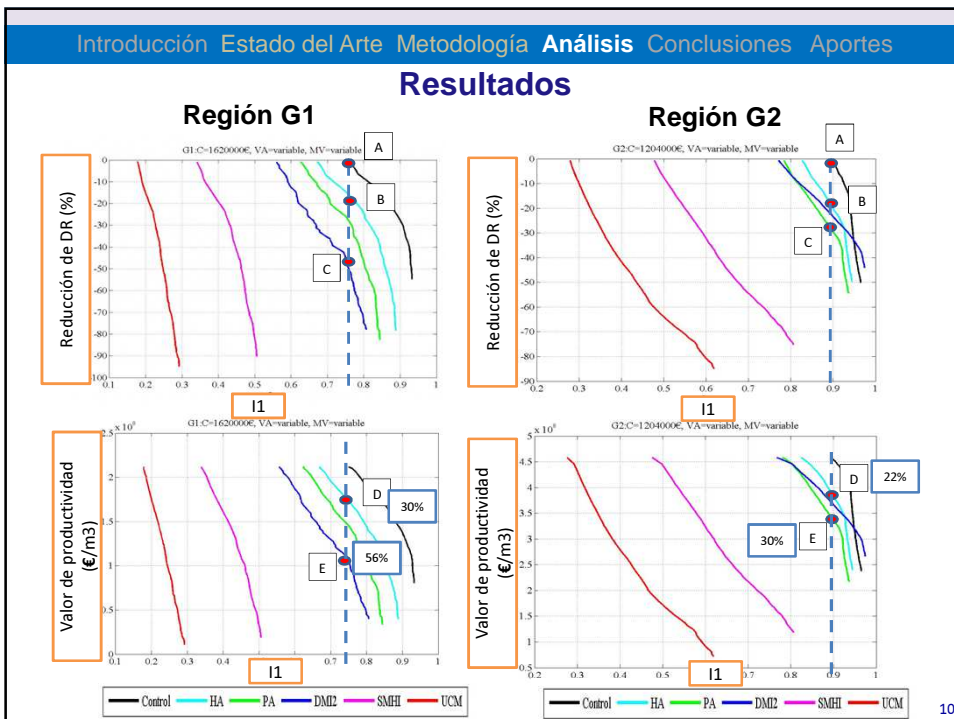 Introducción Estado del Arte Metodología Análisis Conclusiones Aportes
Resultados
Región G1
Región G2
G1:C=1620000€, VA=variable, MV=variable
Reducción de DR (%)
0
-10
-20
-30
-40
-50
-60
-70
-80
-90
-100
0.1 0.2 0.3 0.4 0.5 0.6 0.7 0.8 0.9 1
A
B
C
I1
G2:C=1204000€, VA=variable, MV=variable
Reducción de DR (%)
0
-10
-20
-30
-40
-50
-60
-70
-80
-90
0.2 0.3 0.4 0.5 0.6 0.7 0.8 0.9 1
A
B
C
I1
G1:C=1620000€, VA=variable, MV=variable
Valor de productividad
(€/m3)
2.5
2
1.5
1
0.5
0
0.1 0.2 0.3 0.4 0.5 0.6 0.7 0.8 0.9 1
D
30%
E
56%
I1
G2:C=1204000€, VA=variable, MV=variable
Valor de productividad
(€/m3)
5
4.5
4
3.5
3
2.5
2
1.5
1
0.5
0.2 0.3 0.4 0.5 0.6 0.7 0.8 0.9 1
D
22%
30%
E
I1
Control HA PA DMI2 SMHI UCM
Control HA PA DMI2 SMHI UCM
10